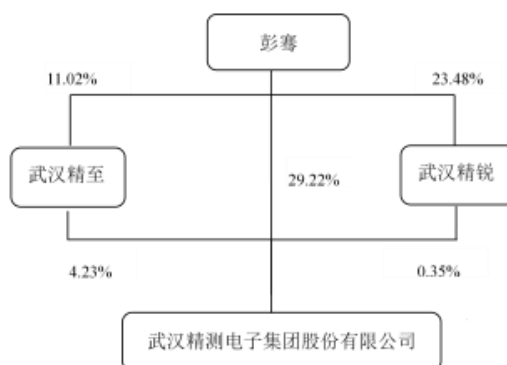 彭骞
11.02%
23.48%
武汉精至
29.22%
武汉精锐
4.23%
0.35%
武汉精测电子集团股份有限公司